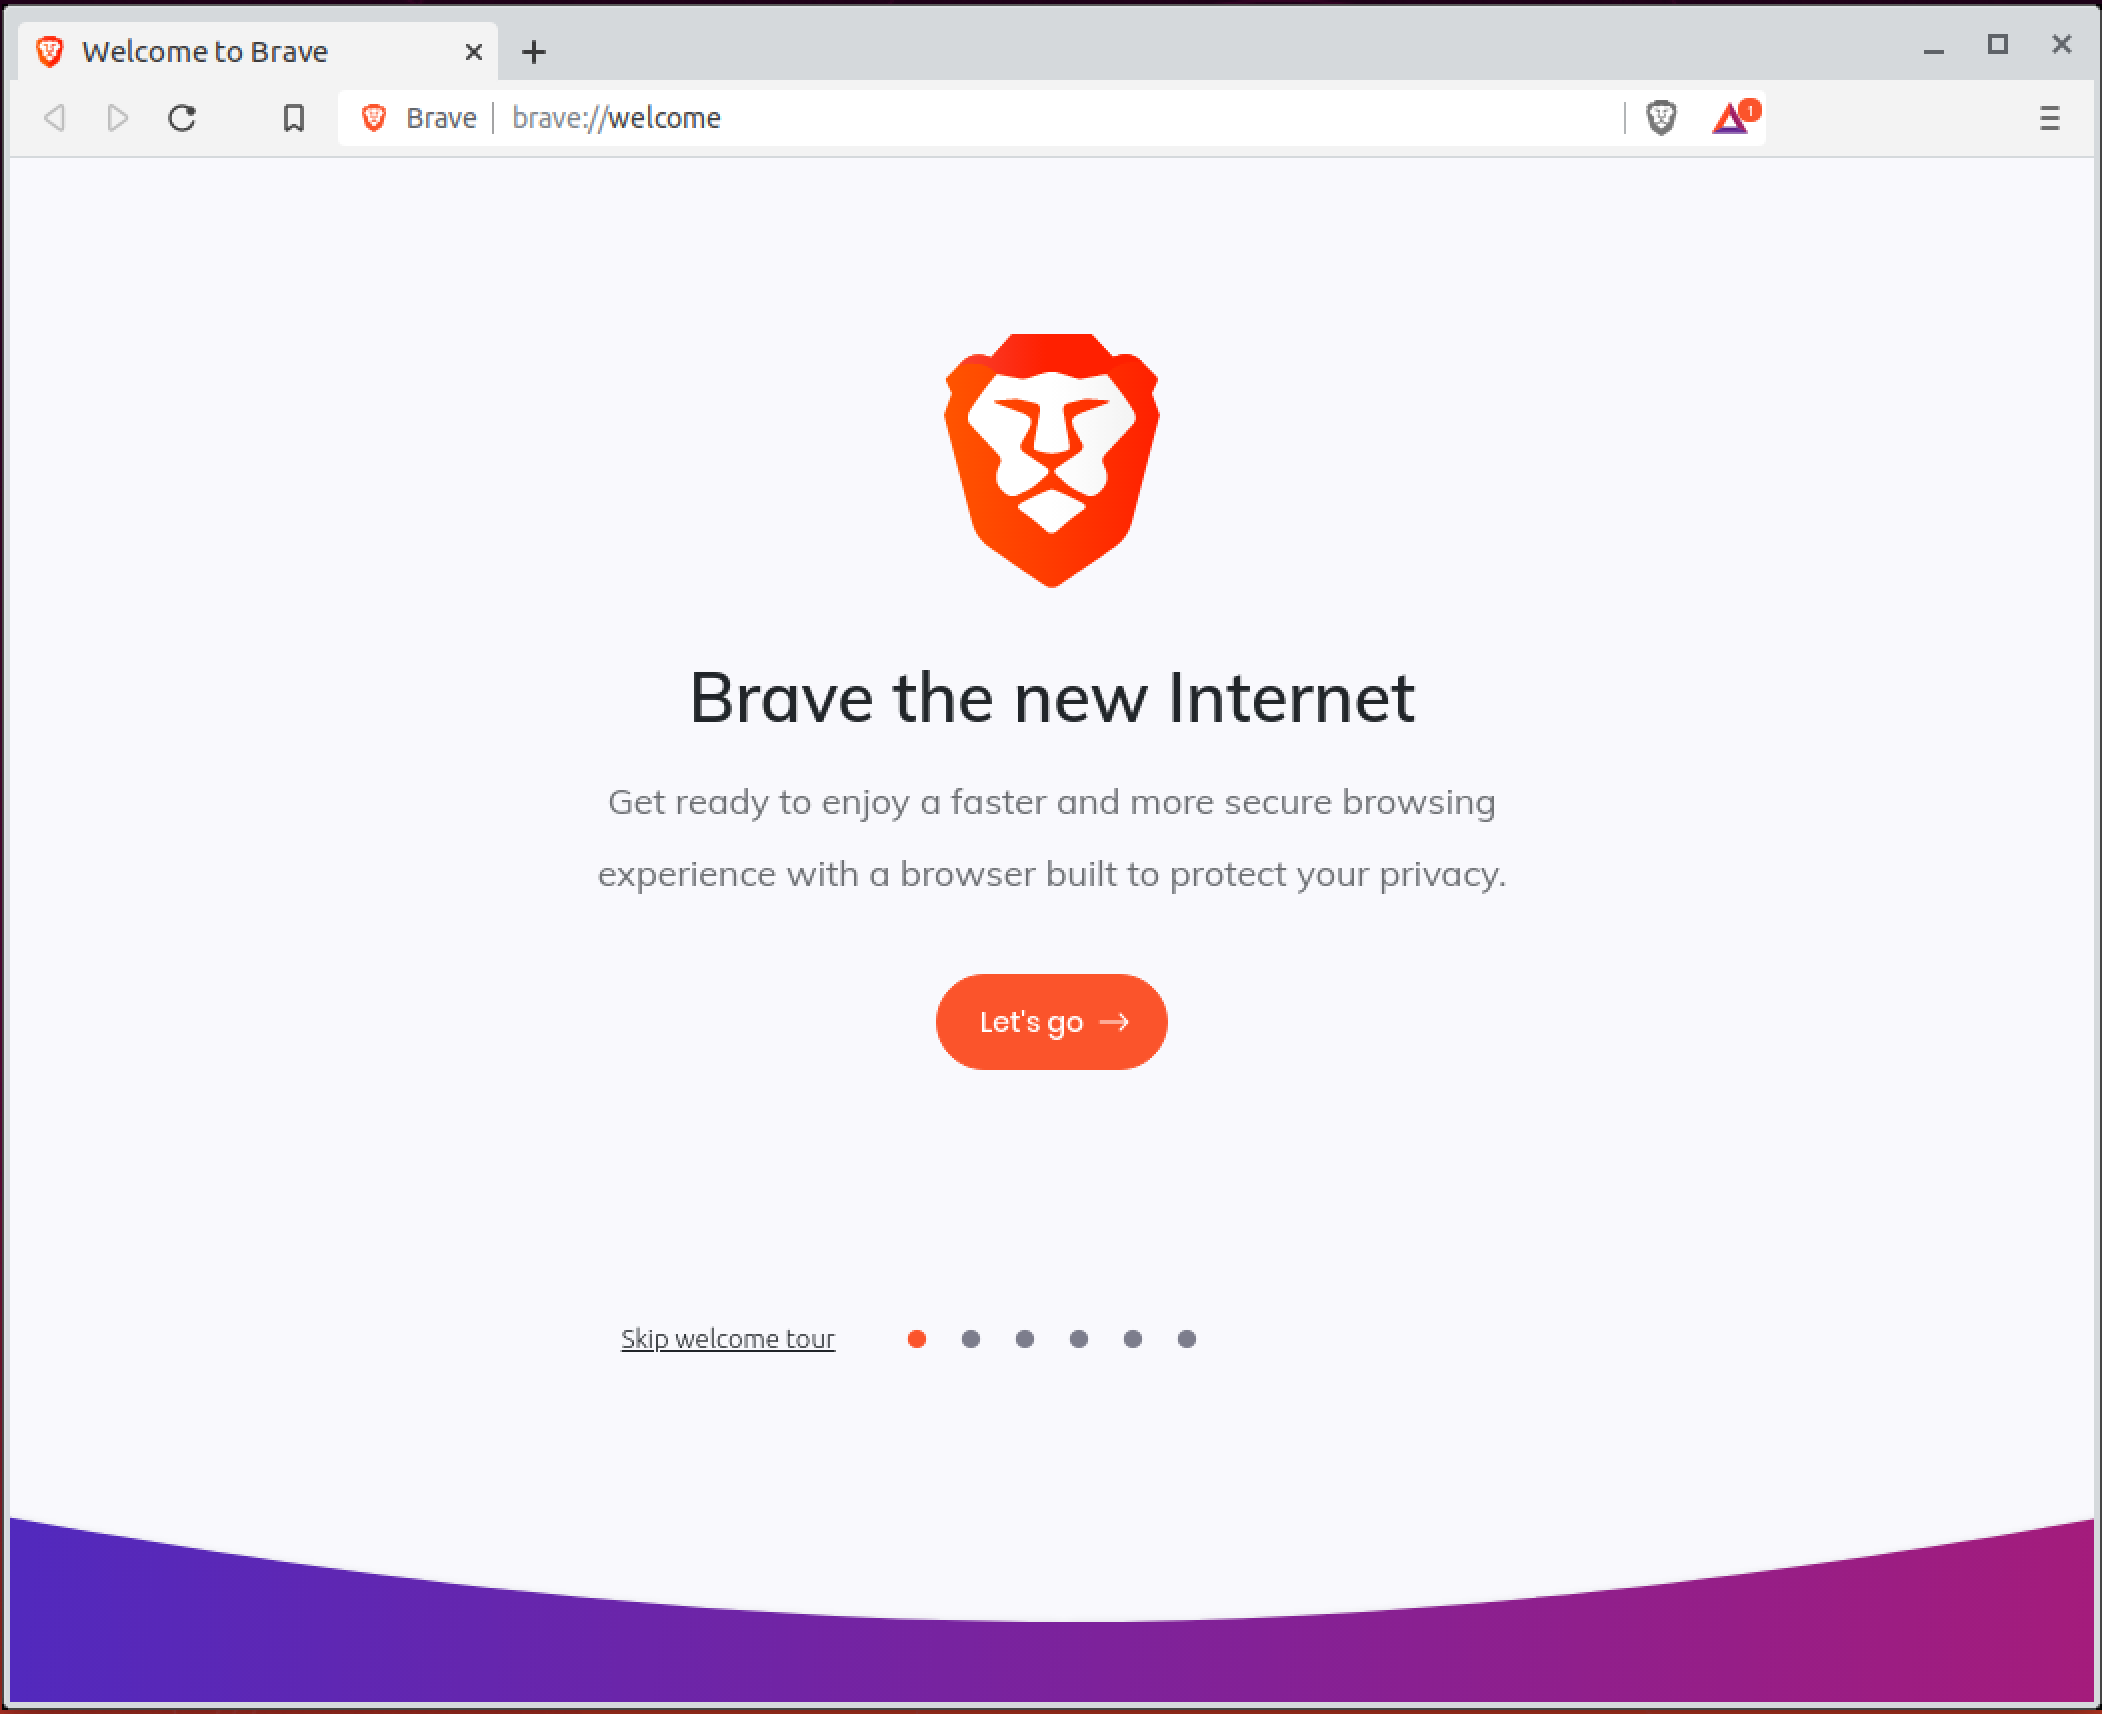 Welcome to Brave
Brave | brave://welcome
1
Brave the new Internet
Get ready to enjoy a faster and more secure browsing
experience with a browser built to protect your privacy.
Let's go →
Skip welcome tour